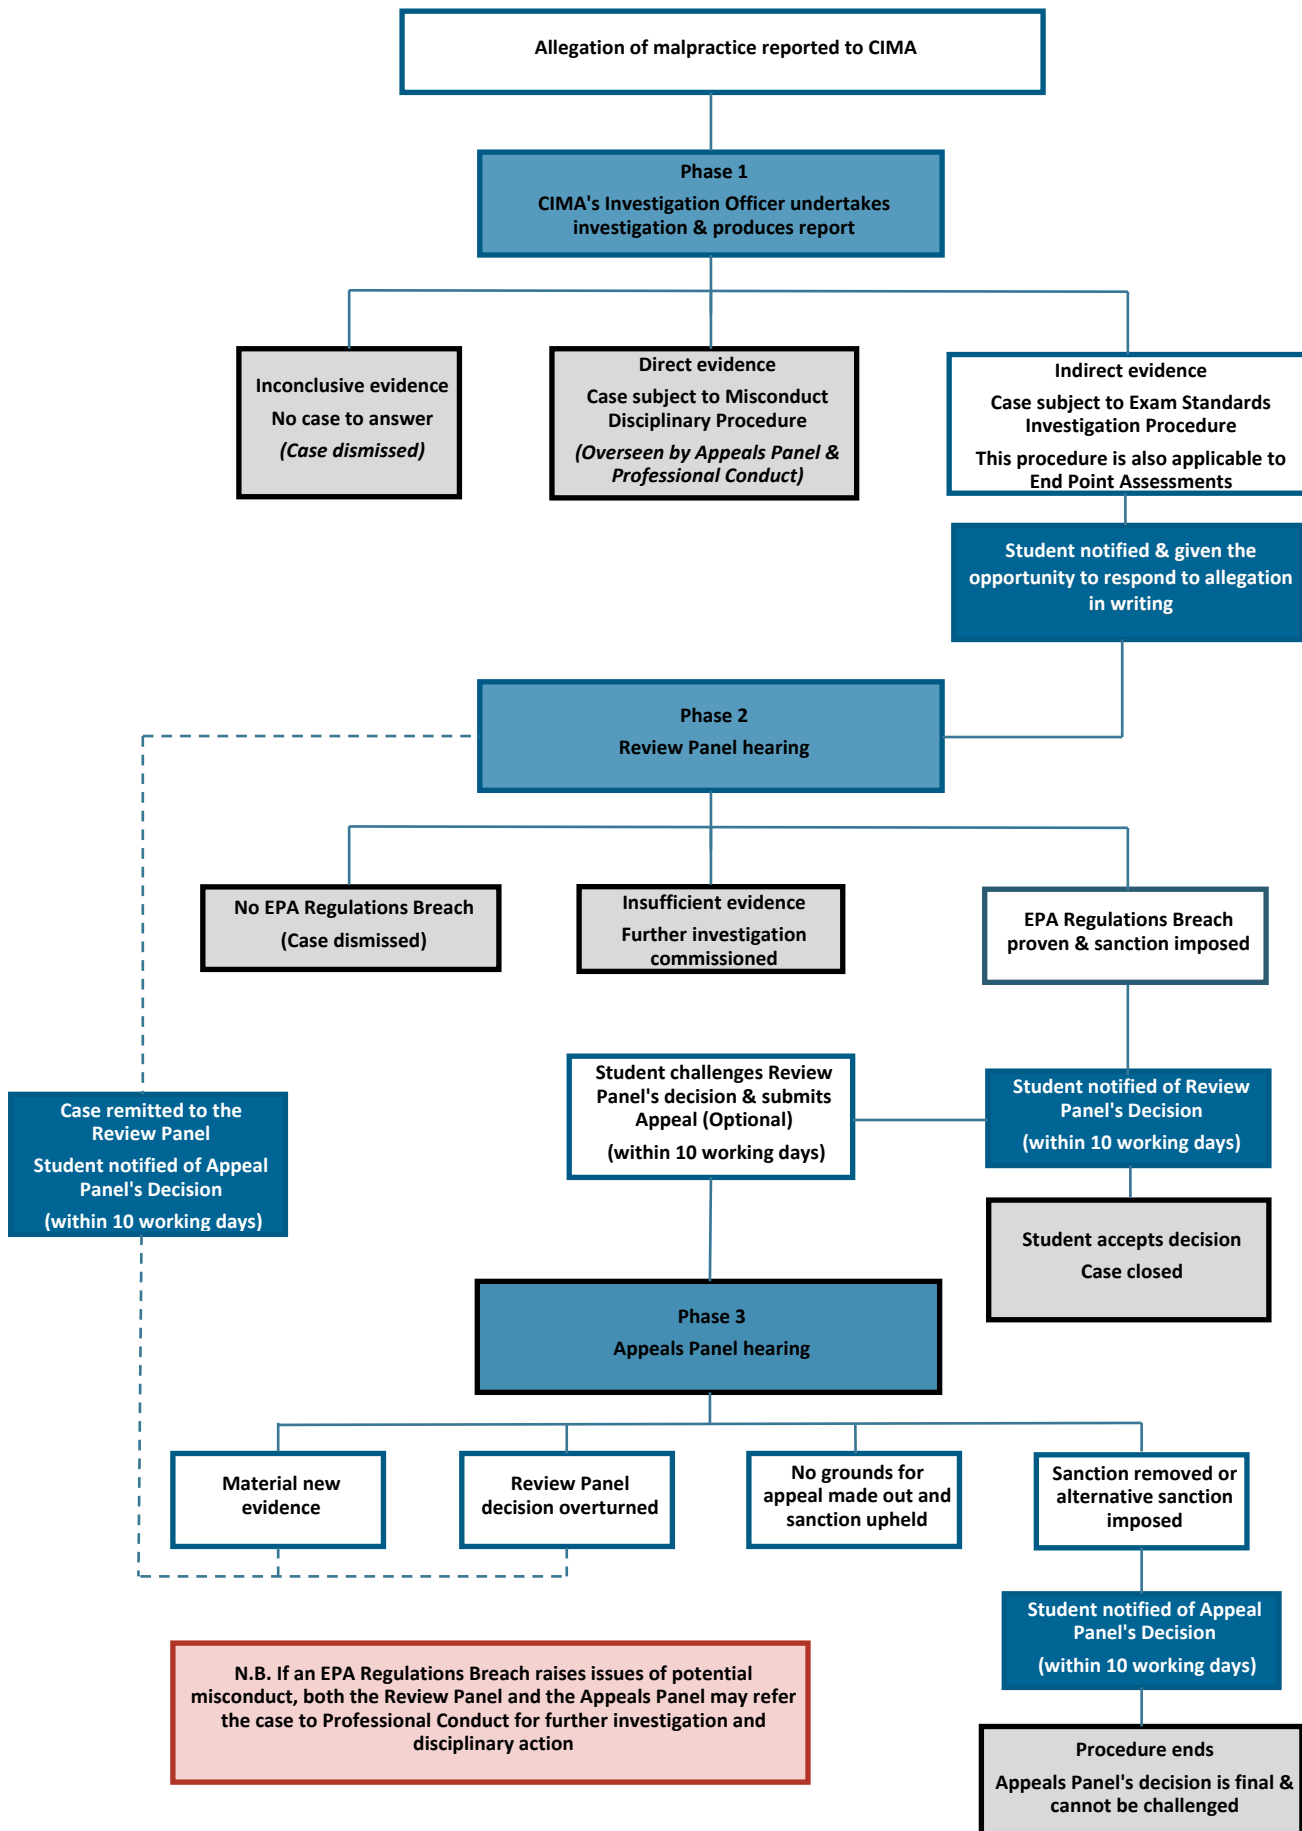 Allegation of malpractice reported to CIMA
Phase 1
CIMA's Investigation Officer undertakes
investigation & produces report
Inconclusive evidence
No case to answer
(Case dismissed)
Direct evidence
Case subject to Misconduct
Disciplinary Procedure
(Overseen by Appeals Panel &
Professional Conduct)
Indirect evidence
Case subject to Exam Standards
Investigation Procedure
This procedure is also applicable to
End Point Assessments
Student notified & given the
opportunity to respond to allegation
in writing
Phase 2
Review Panel hearing
No EPA Regulations Breach
(Case dismissed)
Insufficient evidence
Further investigation
commissioned
EPA Regulations Breach
proven & sanction imposed
Student challenges Review
Panel's decision & submits
Appeal (Optional)
(within 10 working days)
Student notified of Review
Panel's Decision
(within 10 working days)
Case remitted to the
Review Panel
Student notified of Appeal
Panel's Decision
(within 10 working days)
Student accepts decision
Case closed
Phase 3
Appeals Panel hearing
Material new
evidence
Review Panel
decision overturned
No grounds for
appeal made out and
sanction upheld
Sanction removed or
alternative sanction
imposed
Student notified of Appeal
Panel's Decision
(within 10 working days)
N.B. If an EPA Regulations Breach raises issues of potential
misconduct, both the Review Panel and the Appeals Panel may refer
the case to Professional Conduct for further investigation and
disciplinary action
Procedure ends
Appeals Panel's decision is final &
cannot be challenged